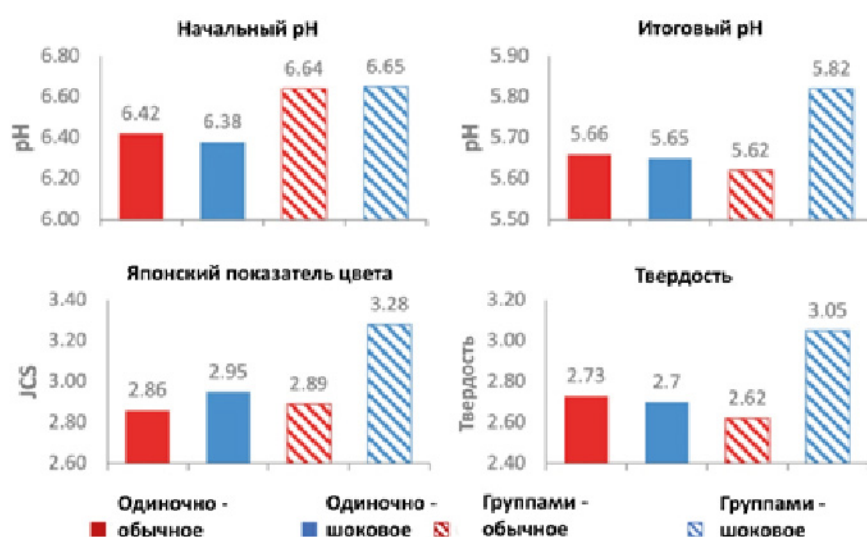 Начальный pH
6.80
6.60
6.40
6.20
6.00
pH
6.42
6.38
6.64
6.65
Итоговый pH
5.90
5.80
5.70
5.60
5.50
pH
5.66
5.65
5.62
5.82
Японский показатель цвета
3.40
3.20
3.00
2.80
2.60
JCS
2.86
2.95
2.89
3.28
Твердость
3.20
3.00
2.80
2.60
2.40
Твердость
2.73
2.7
2.62
3.05
Одиночно -
обычное
Одиночно -
шоковое
Группами -
обычное
Группами -
шоковое